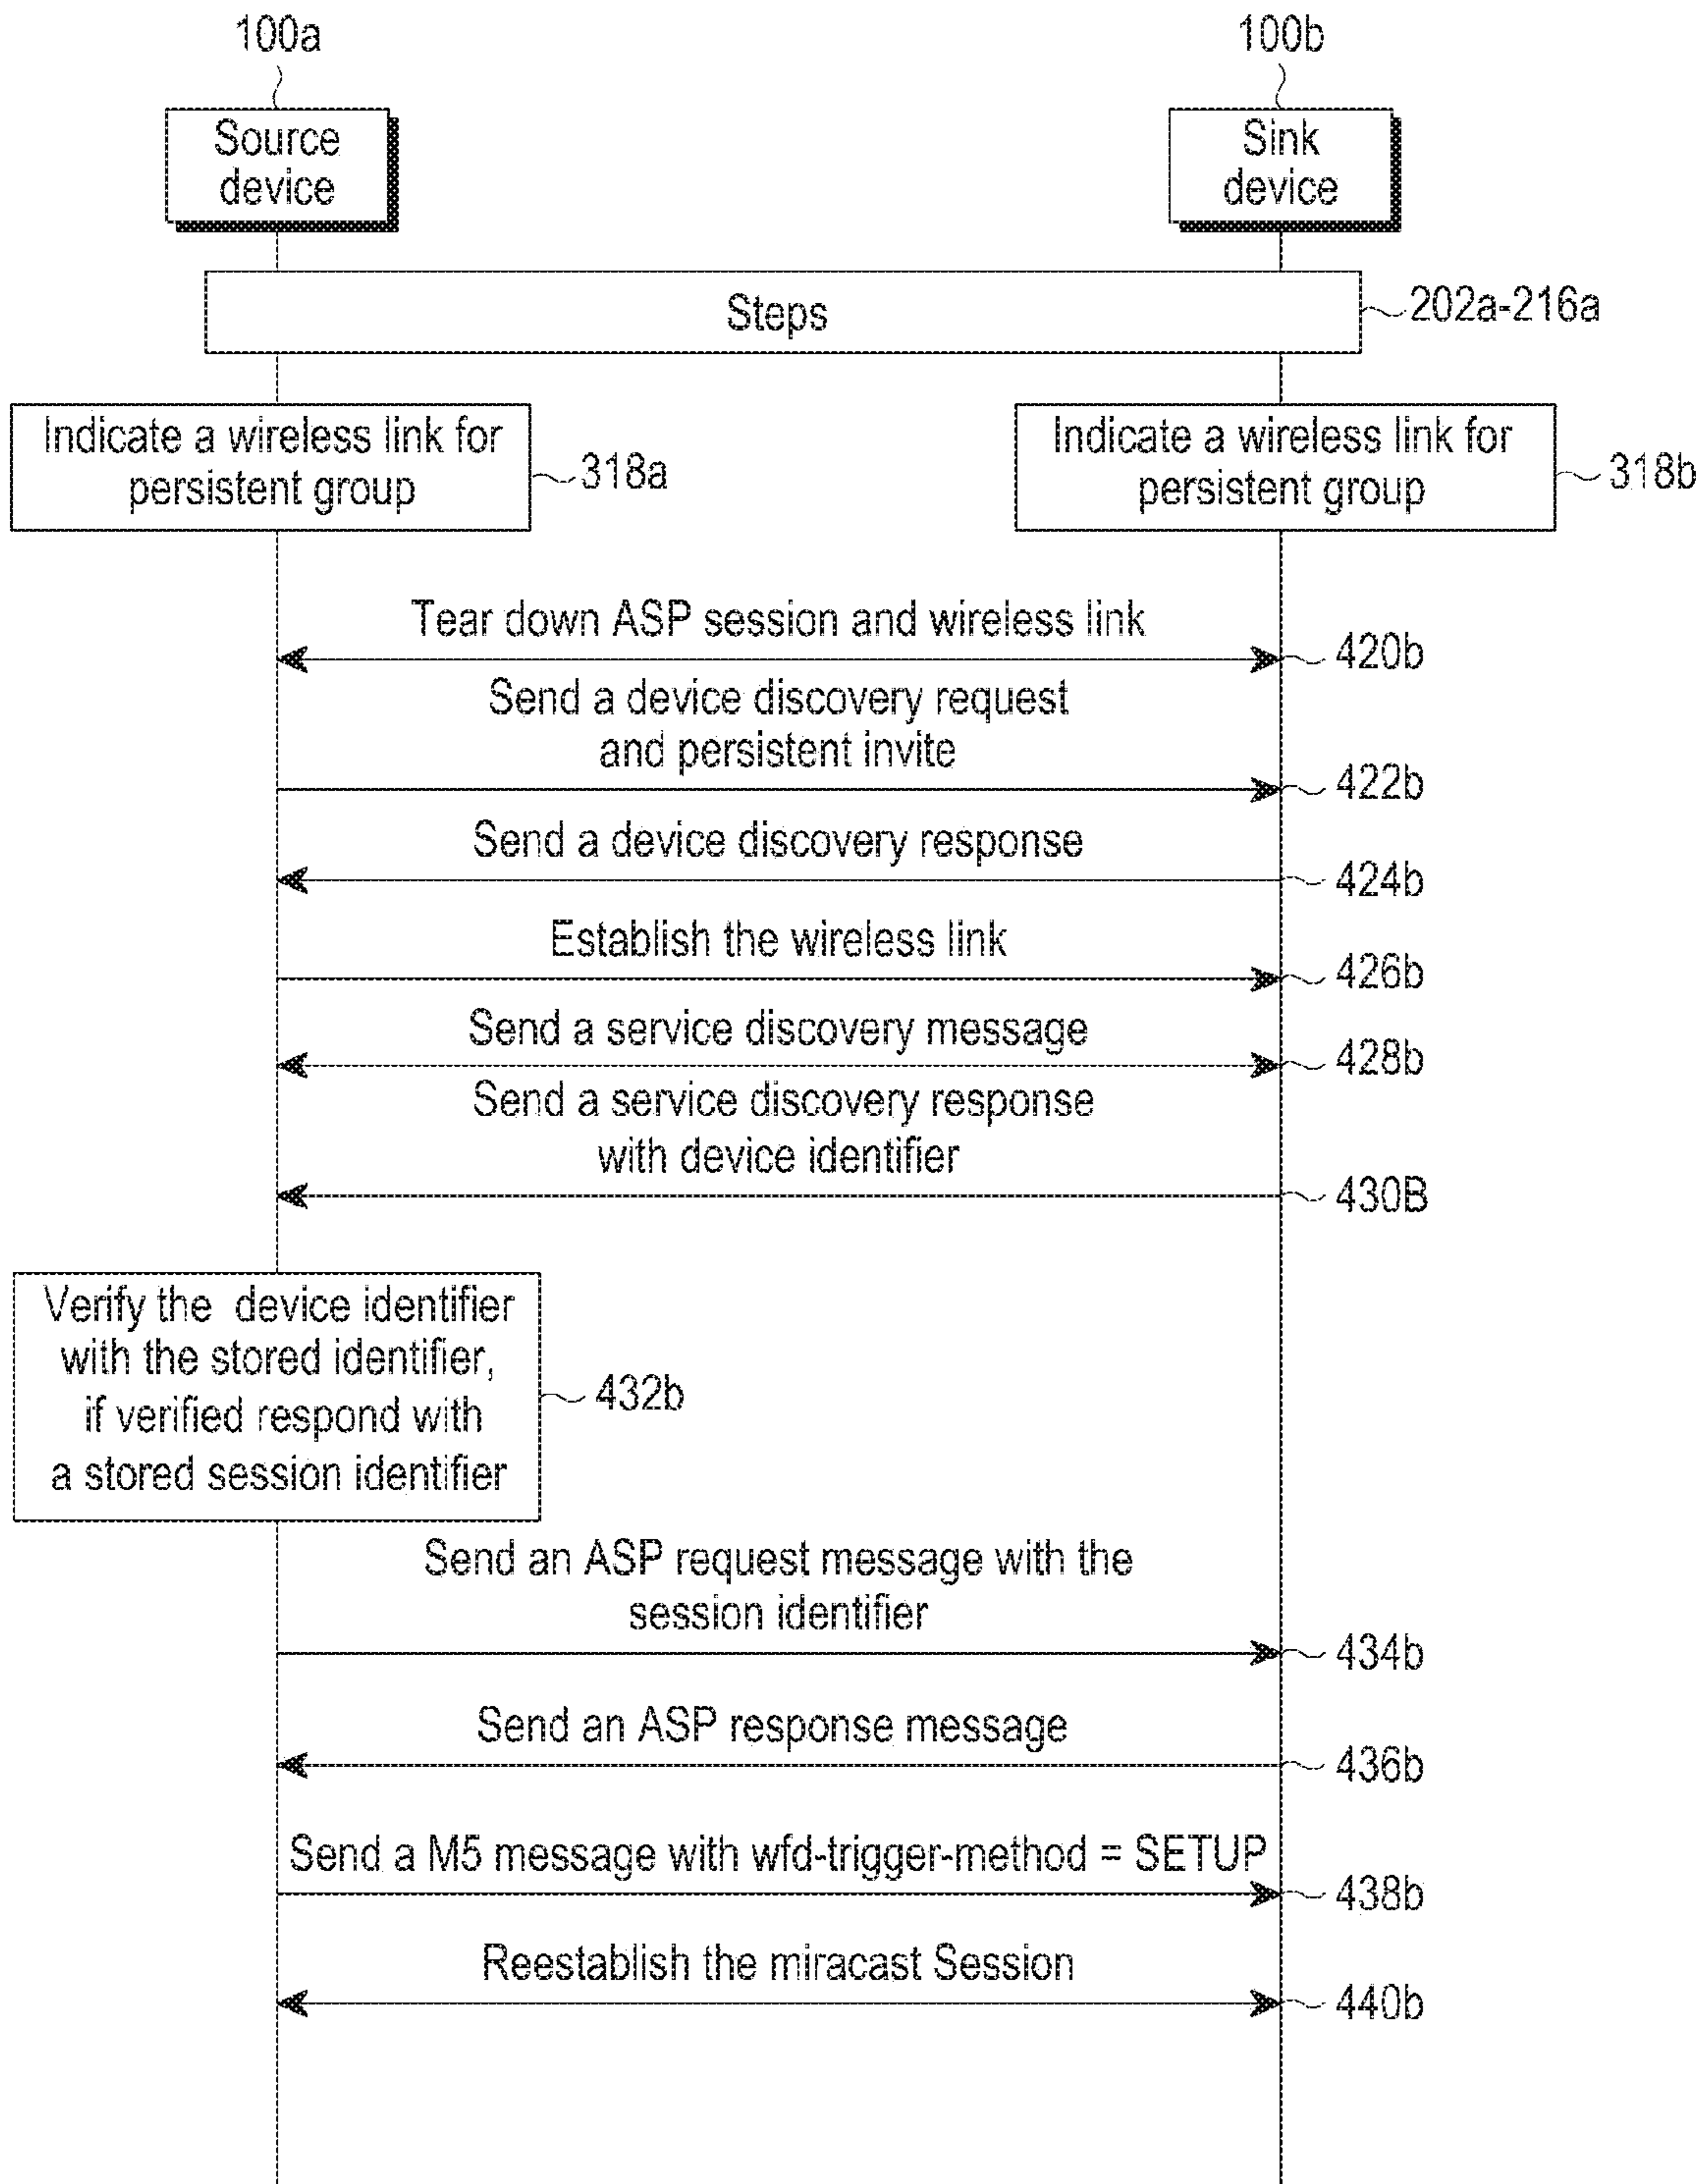 100a
100b
Source
device
Sink
device
Steps
202a-216a
Indicate a wireless link for
persistent group
318a
Indicate a wireless link for
persistent group
318b
Tear down ASP session and wireless link
420b
Send a device discovery request
and persistent invite
422b
Send a device discovery response
424b
Establish the wireless link
426b
Send a service discovery message
428b
Send a service discovery response
with device identifier
430B
Verify the device identifier
with the stored identifier,
if verified respond with
a stored session identifier
432b
Send an ASP request message with the
session identifier
434b
Send an ASP response message
436b
Send a M5 message with wfd-trigger-method = SETUP
438b
Reestablish the miracast Session
440b